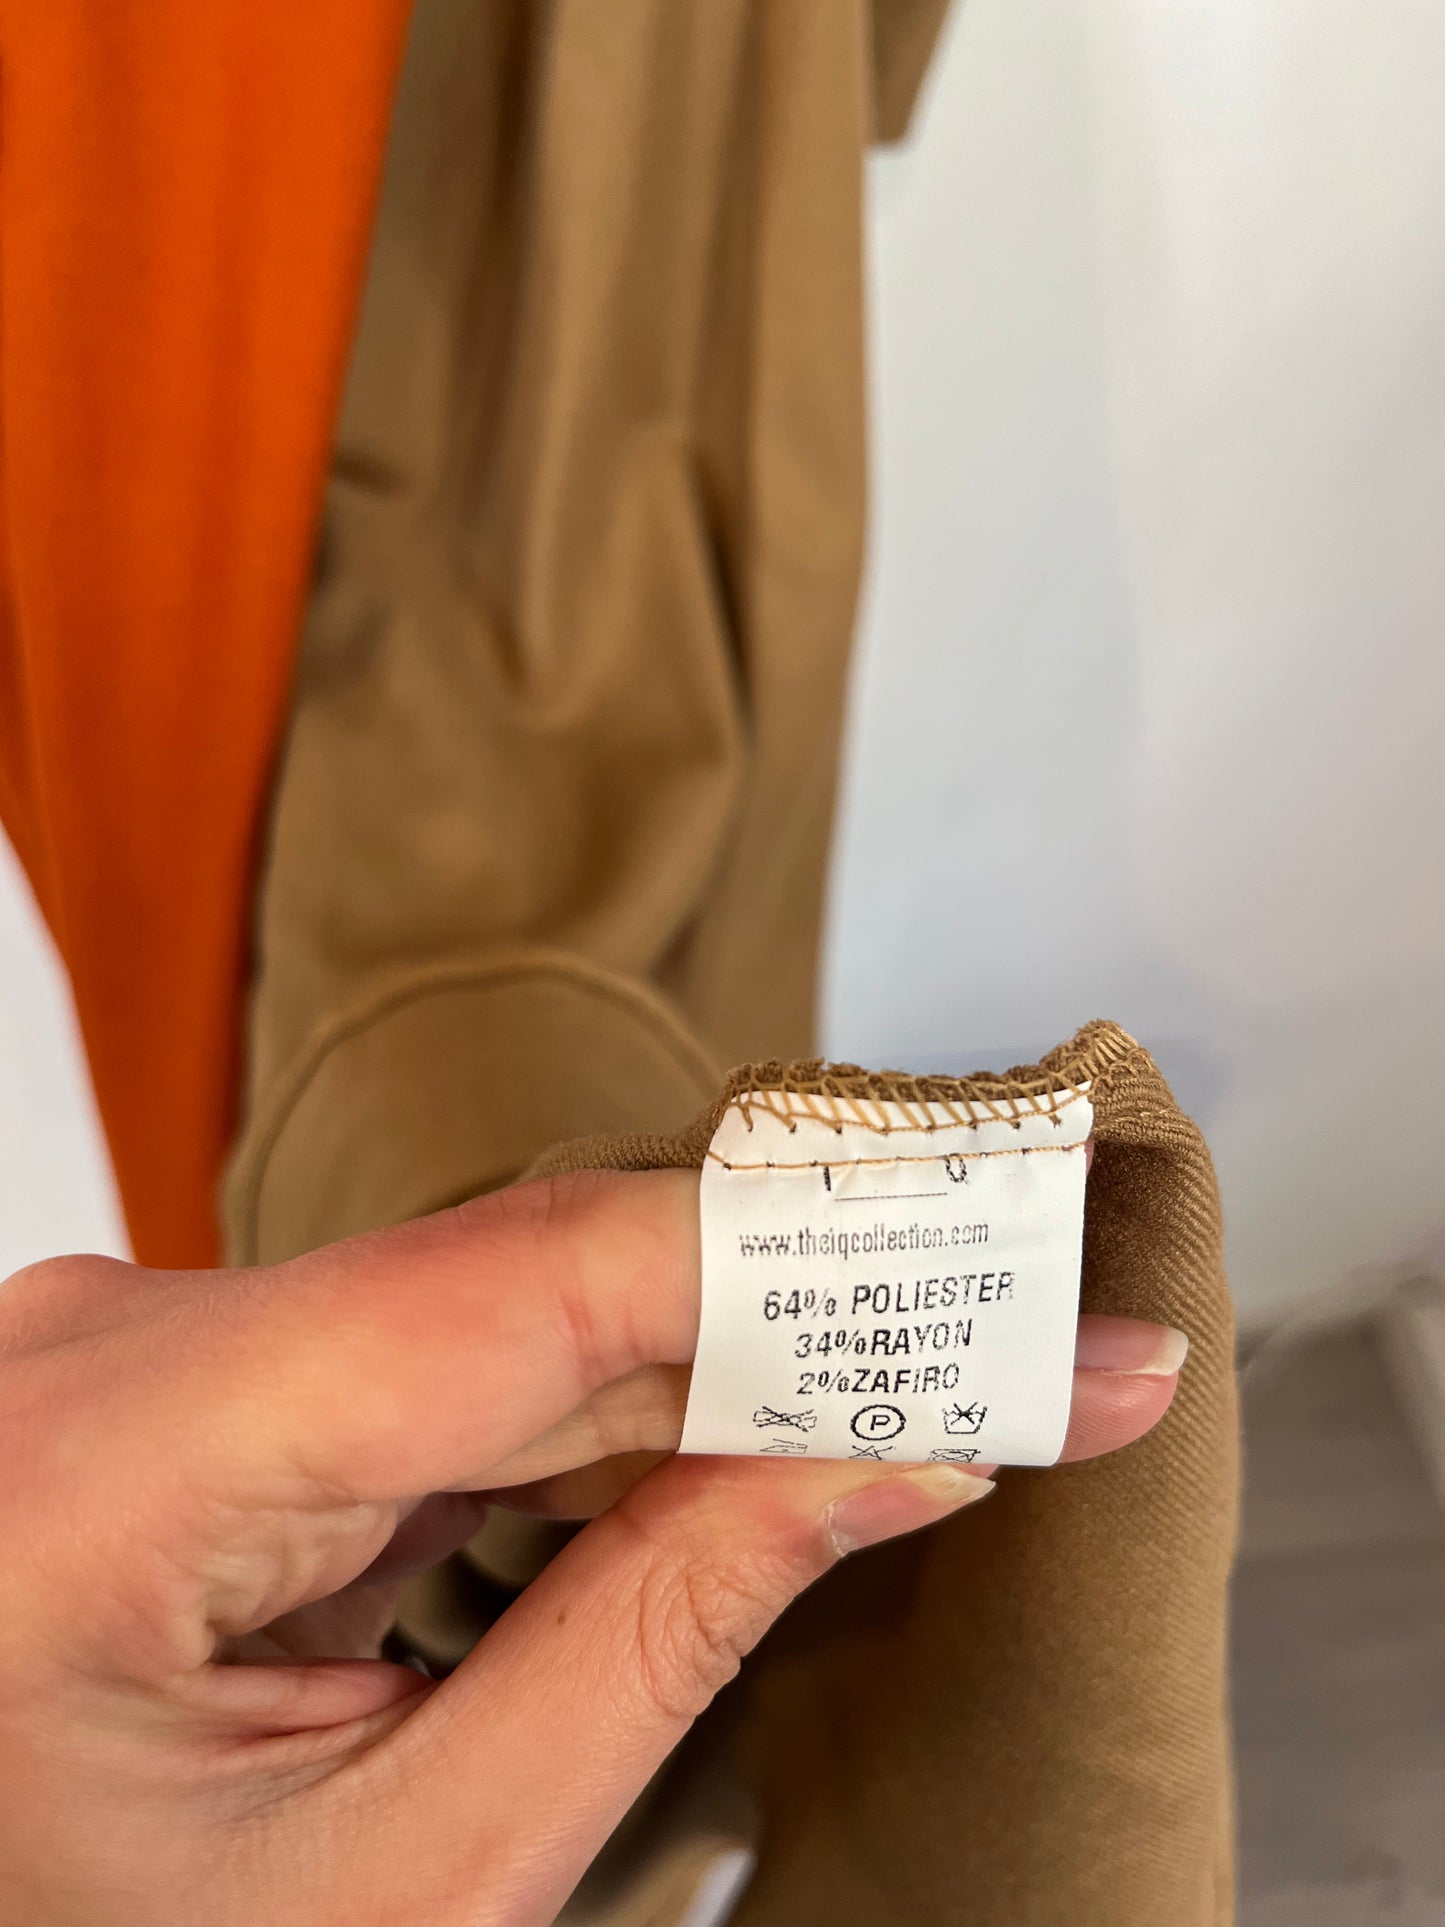 I Q
www.theiqcollection.com
64% POLIESTER
34%RAYON
2%ZAFIRO
P